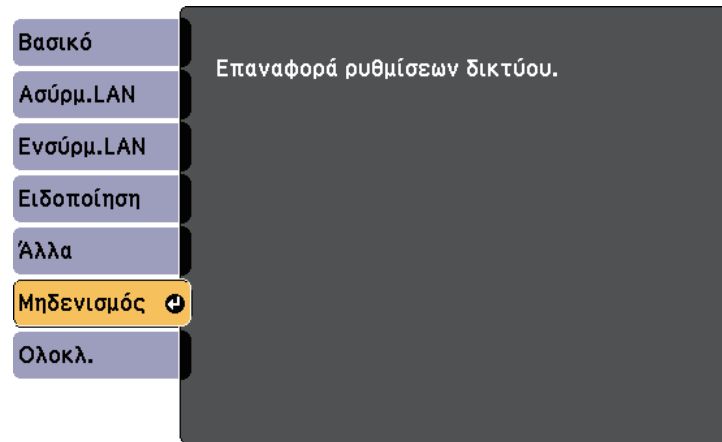 Βασικό
Ασύρμ.LAN
Ενσύρμ.LAN
Ειδοποίηση
Άλλα
Μηδενισμός
Ολοκλ.
Επαναφορά ρυθμίσεων δικτύου.